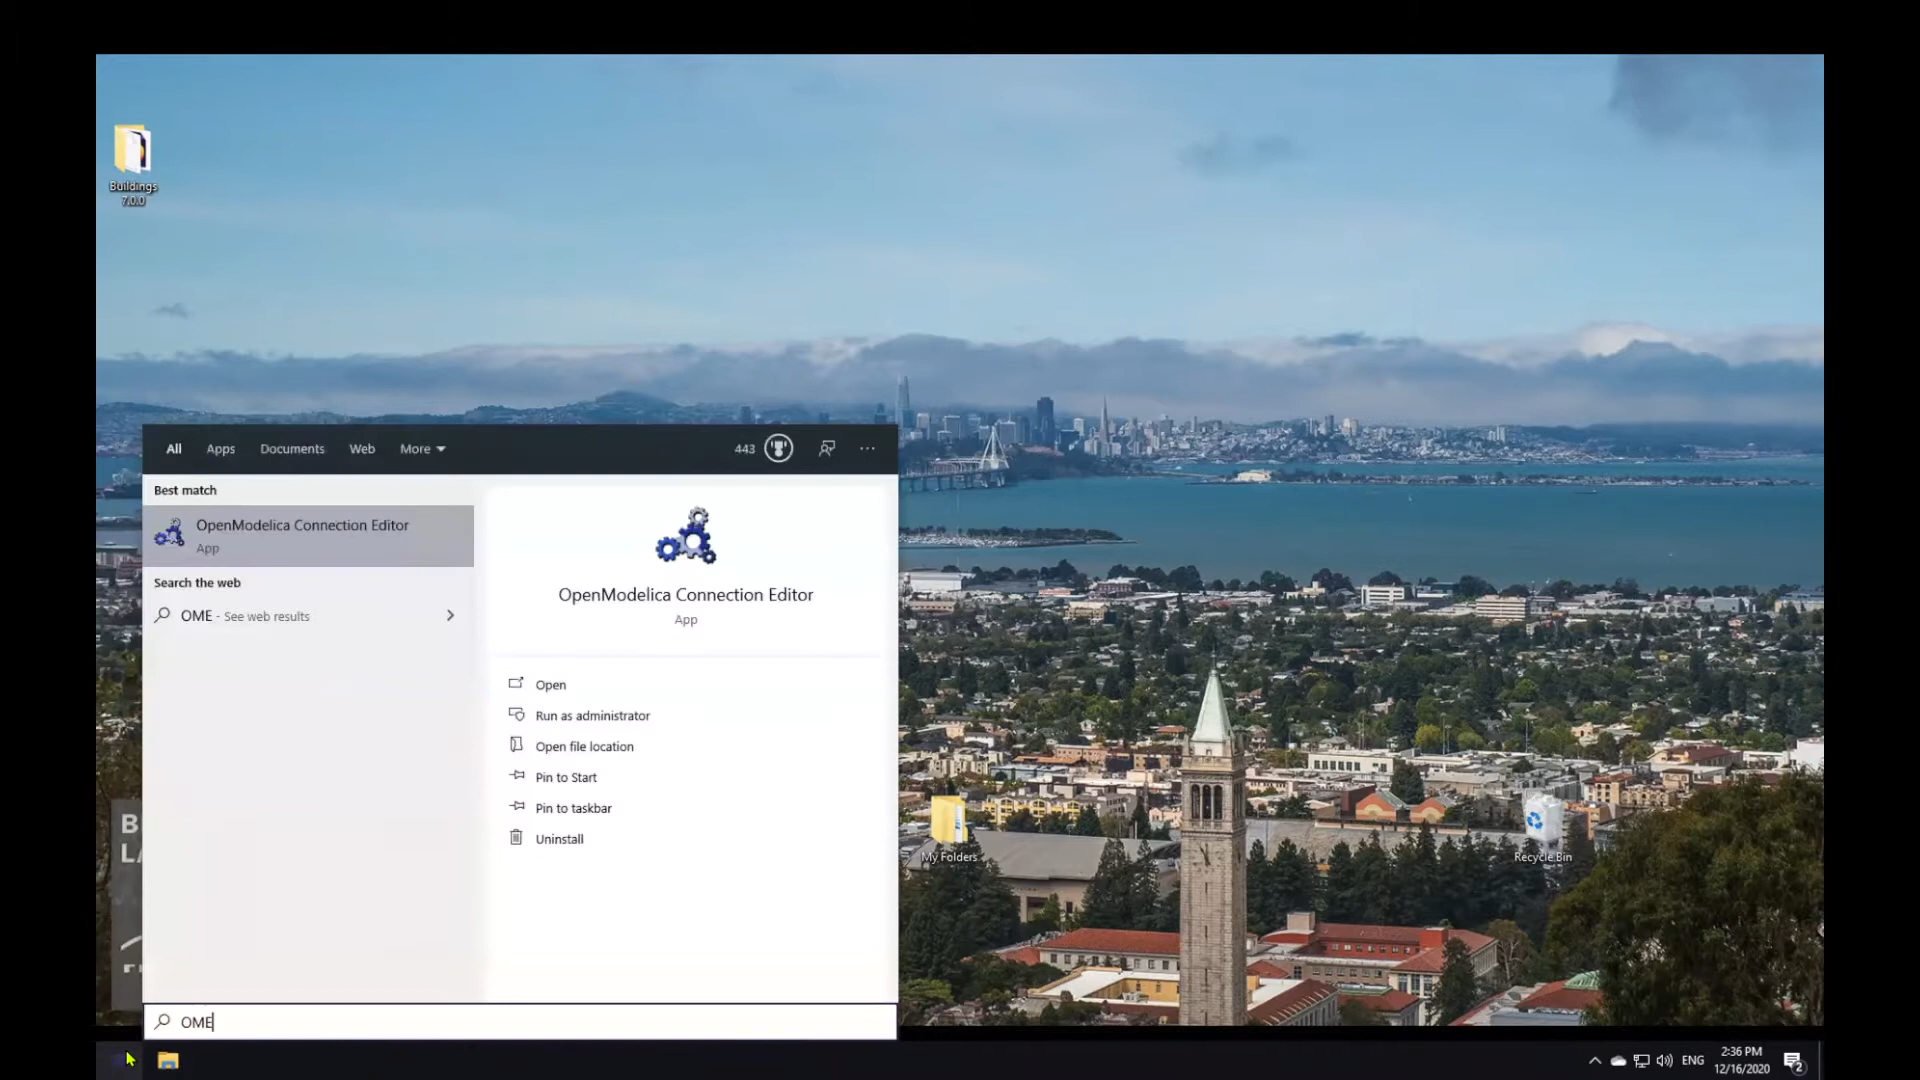 Buildings
7.0.0
All
Apps
Documents
Web
More
443
Best match
OpenModelica Connection Editor
App
Search the web
OME - See web results
OpenModelica Connection Editor
App
Open
Run as administrator
Open file location
Pin to Start
Pin to taskbar
Uninstall
My Folders
Recycle Bin
OME
ENG
2:36 PM
12/16/2020
2